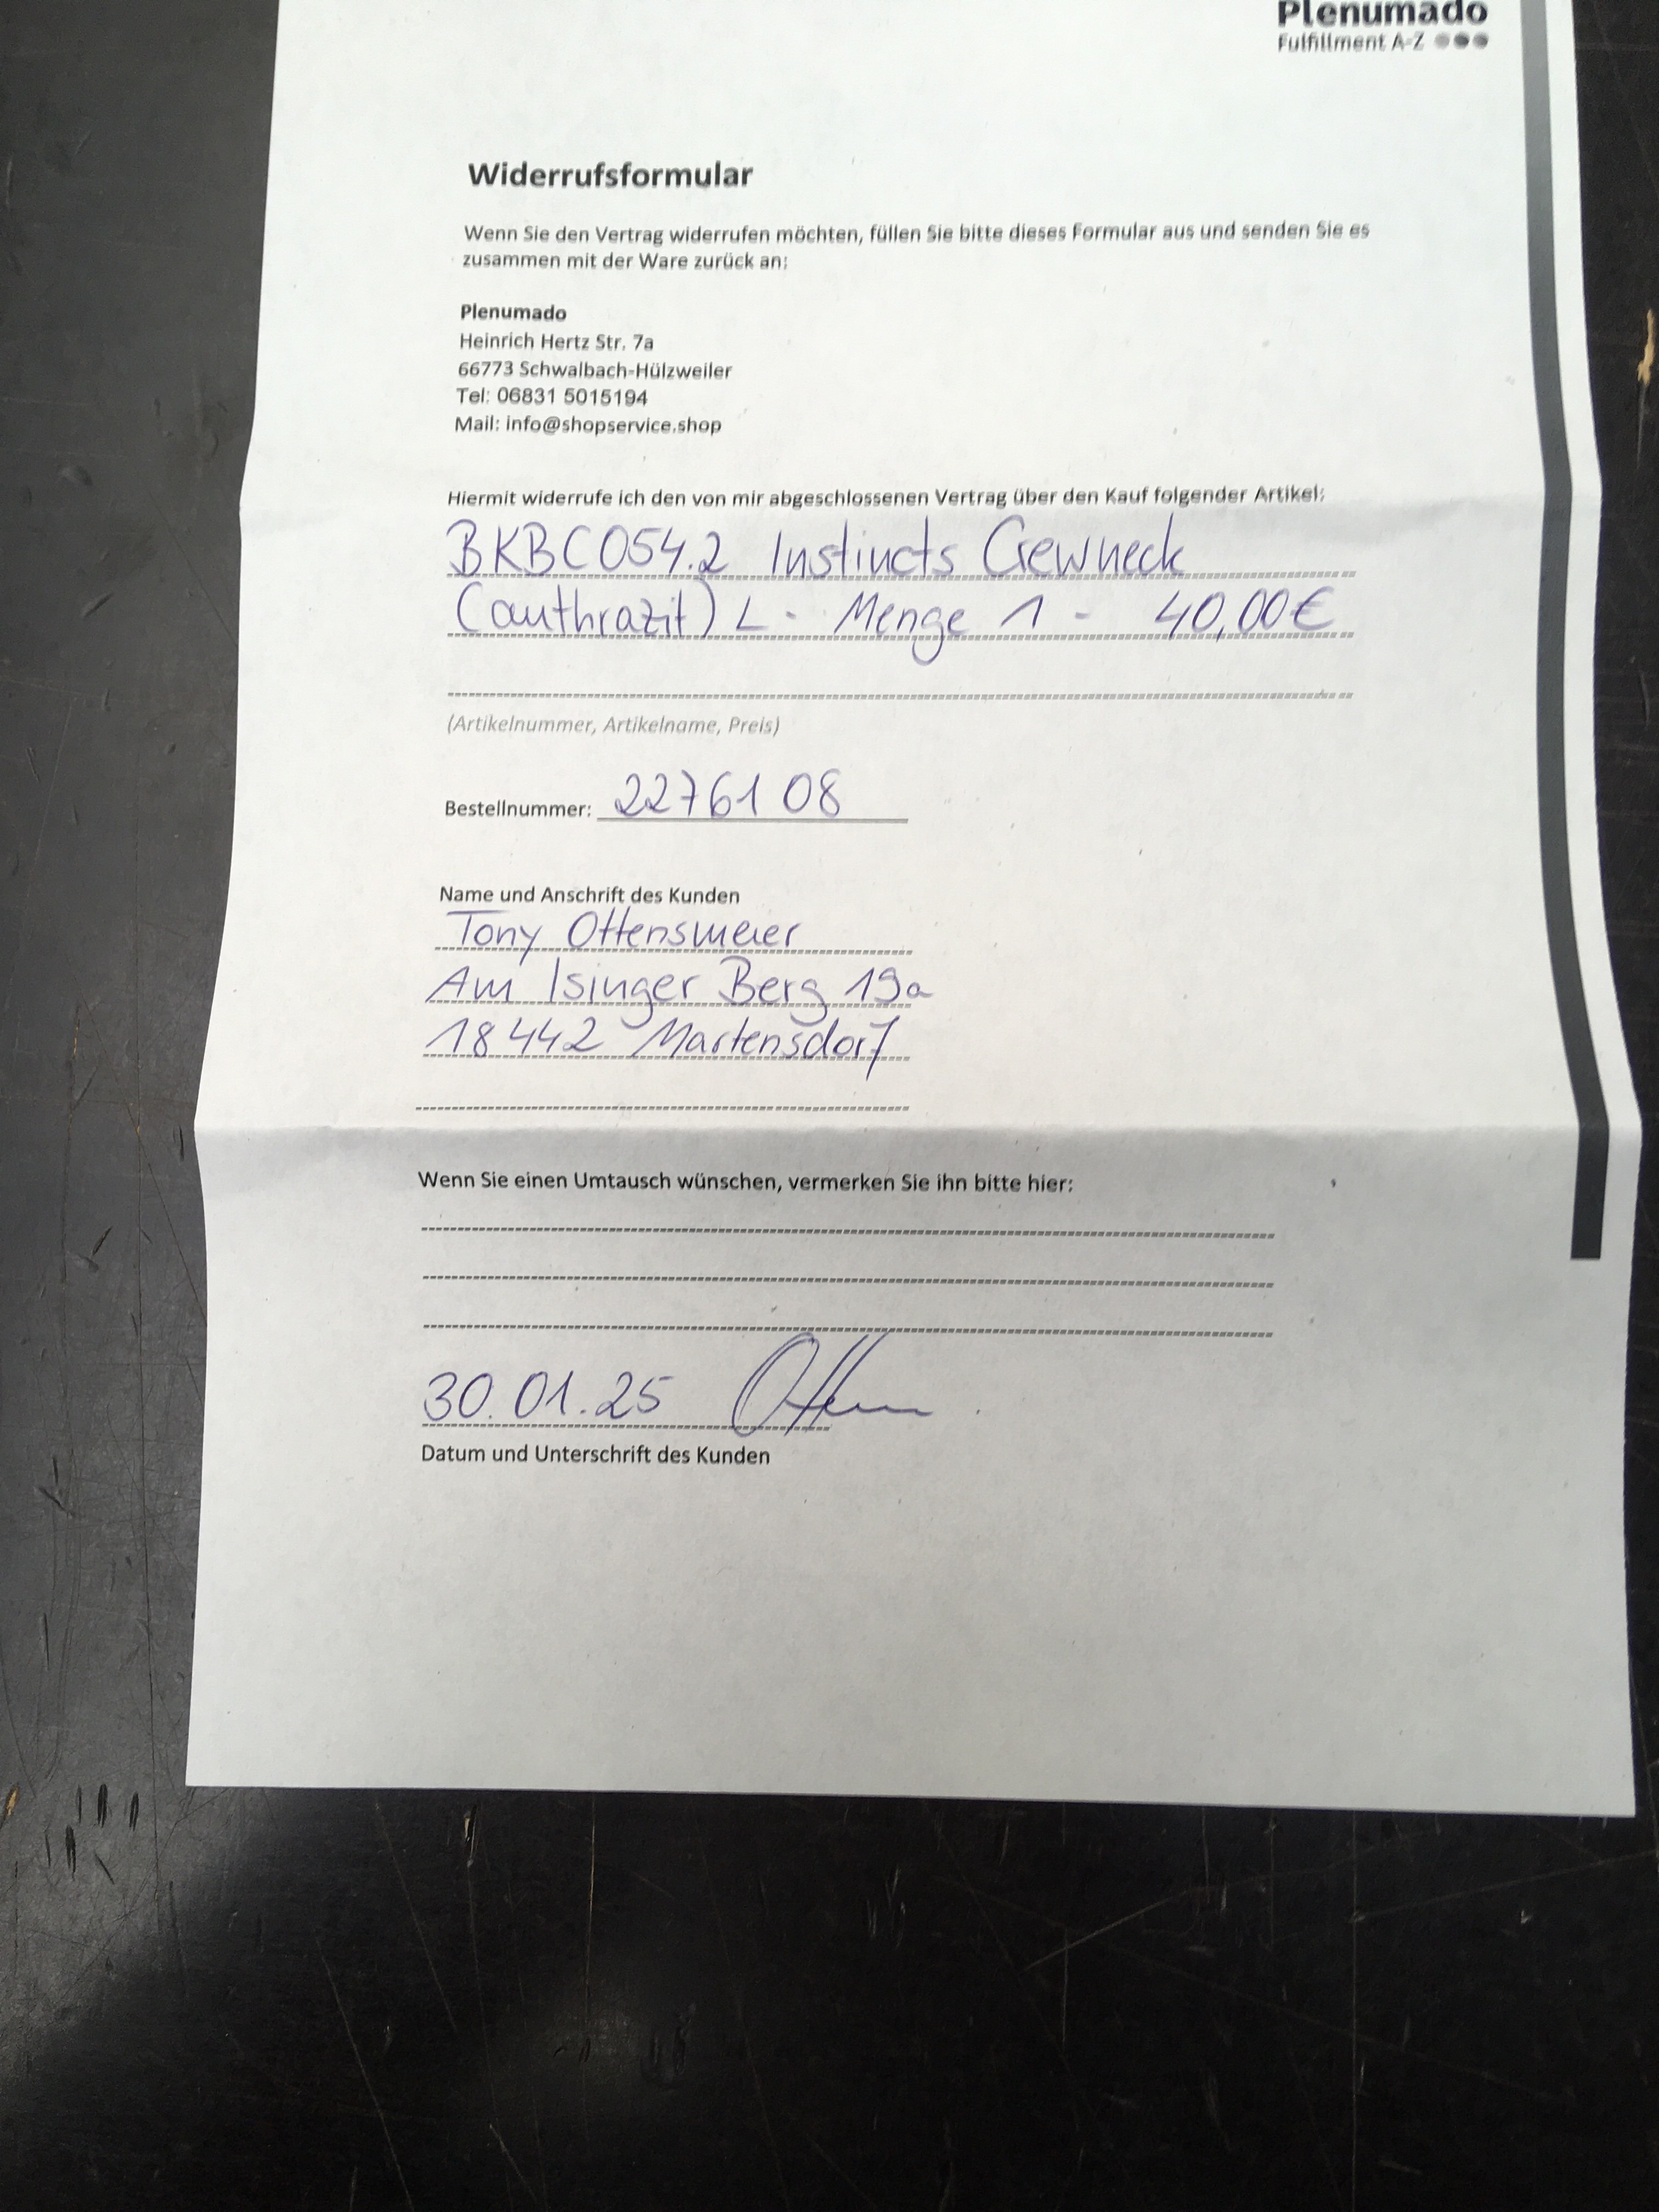 Plenumado
Fulfillment A-Z
Widerrufsformular
Wenn Sie den Vertrag widerrufen möchten, füllen Sie bitte dieses Formular aus und senden Sie es
zusammen mit der Ware zurück an:
Plenumado
Heinrich Hertz Str. 7a
66773 Schwalbach-Hülzweiler
Tel: 06831 5015194
Mail: info@shopservice.shop
Hiermit widerrufe ich den von mir abgeschlossenen Vertrag über den Kauf folgender Artikel:
BKBC054.2 Instincts Crewneck
(anthrazit) L - Menge 1 - 40,00€
(Artikelnummer, Artikelname, Preis)
Bestellnummer: 2276108
Name und Anschrift des Kunden
Tony Ottensmeier
Am Isinger Berg 19a
18442 Martensdorf
Wenn Sie einen Umtausch wünschen, vermerken Sie ihn bitte hier:
30.01.25
Datum und Unterschrift des Kunden